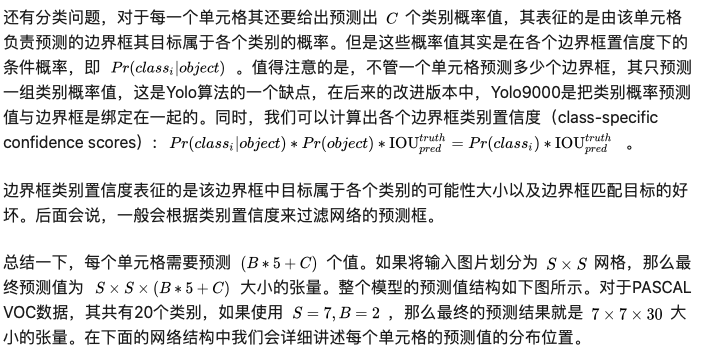 还有分类问题，对于每一个单元格其还要给出预测出 C 个类别概率值，其表征的是由该单元格
负责预测的边界框其目标属于各个类别的概率。但是这些概率值其实是在各个边界框置信度下的
条件概率，即 Pr(class_i|object) 。值得注意的是，不管一个单元格预测多少个边界框，其只预测
一组类别概率值，这是Yolo算法的一个缺点，在后来的改进版本中，Yolo9000是把类别概率预测
值与边界框是绑定在一起的。同时，我们可以计算出各个边界框类别置信度（class-specific
confidence scores）: Pr(class_i|object) * Pr(object) * IOU_{pred}^{truth} = Pr(class_i) * IOU_{pred}^{truth} 。
边界框类别置信度表征的是该边界框中目标属于各个类别的可能性大小以及边界框匹配目标的好
坏。后面会说，一般会根据类别置信度来过滤网络的预测框。
总结一下，每个单元格需要预测 (B * 5 + C) 个值。如果将输入图片划分为 S × S 网格，那么最
终预测值为 S × S × (B * 5 + C) 大小的张量。整个模型的预测值结构如下图所示。对于PASCAL
VOC数据，其共有20个类别，如果使用 S = 7, B = 2 ，那么最终的预测结果就是 7 × 7 × 30 大
小的张量。在下面的网络结构中我们会详细讲述每个单元格的预测值的分布位置。